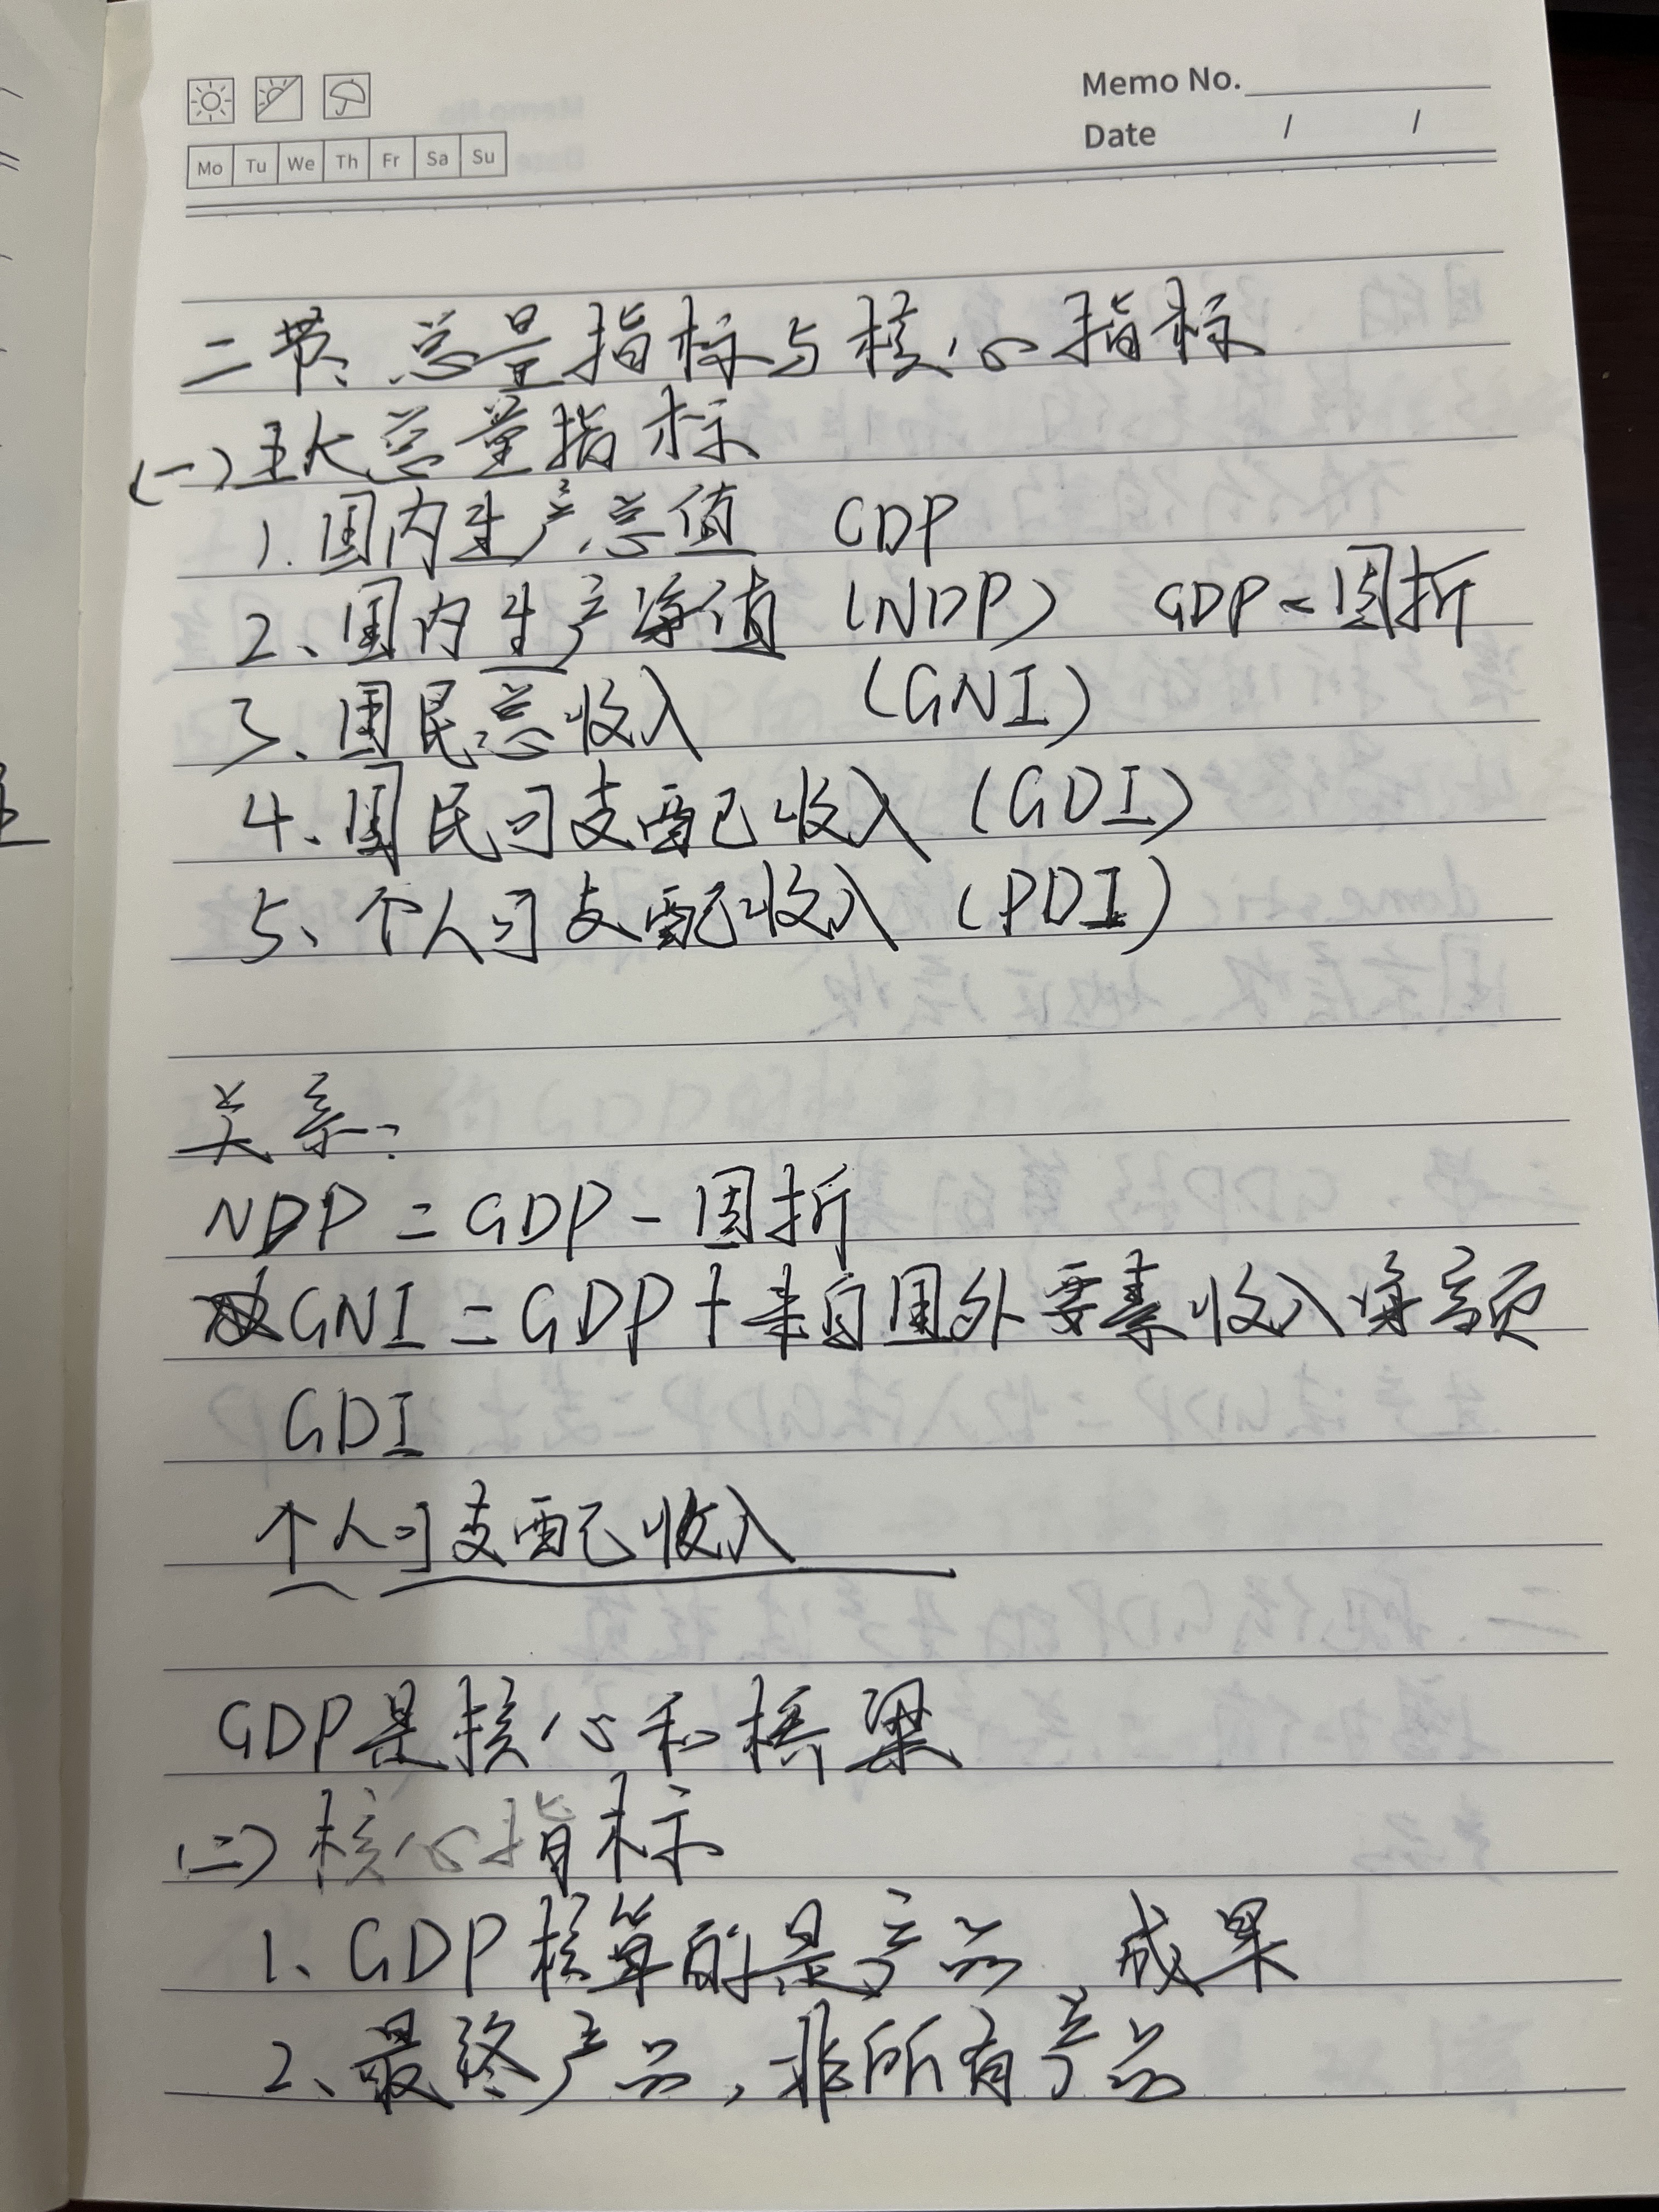 Memo No.
Date / /
Mo Tu We Th Fr Sa Su
二节、总量指标与核心指标
(一)五大总量指标
1.国内生产总值 GDP
2、国内生产净值 (NDP) GDP-固折
3、国民总收入 (GNI)
4、国民可支配收入 (GDI)
5、个人可支配收入 (PDI)
关系:
NDP = GDP - 固折
GNI = GDP + 来自国外要素收入净额
GDI
个人可支配收入
GDP是核心和桥梁
(二)核心指标
1、GDP核算的是产品、成果
2、最终产品,非所有产品